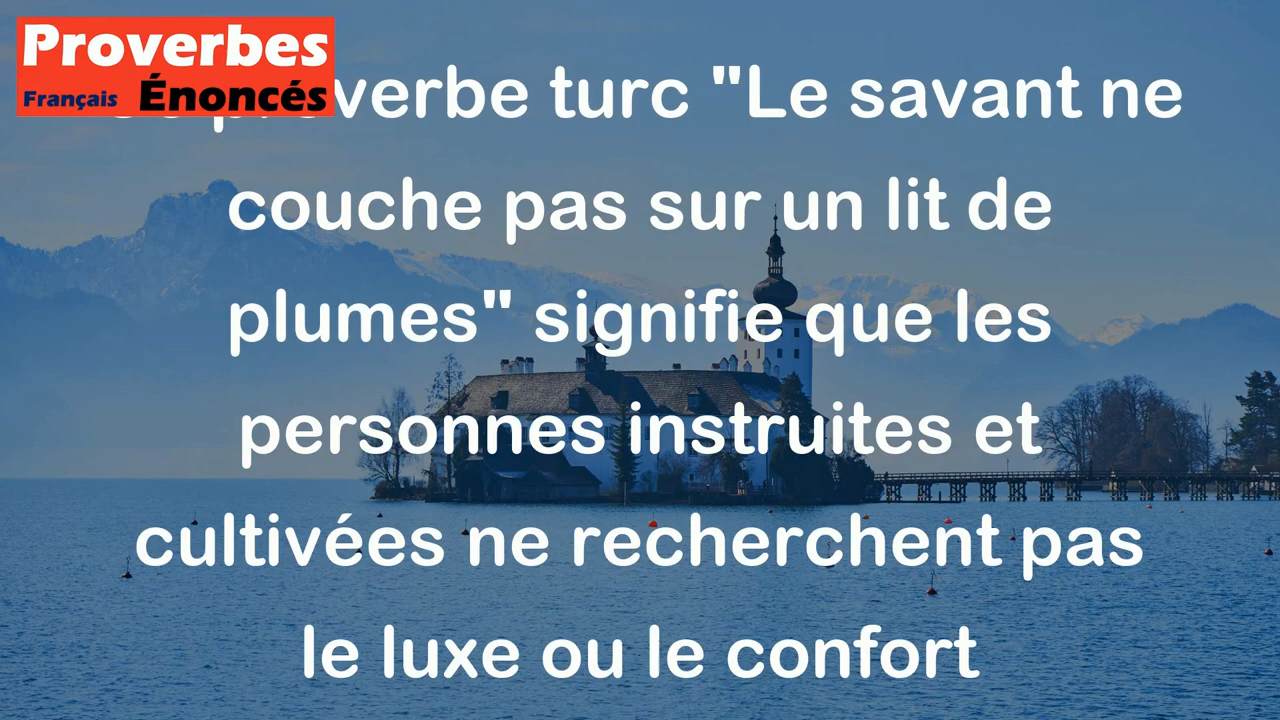 Proverbes
Français Énoncés
proverbe turc "Le savant ne
couche pas sur un lit de
plumes" signifie que les
personnes instruites et
cultivées ne recherchent pas
le luxe ou le confort